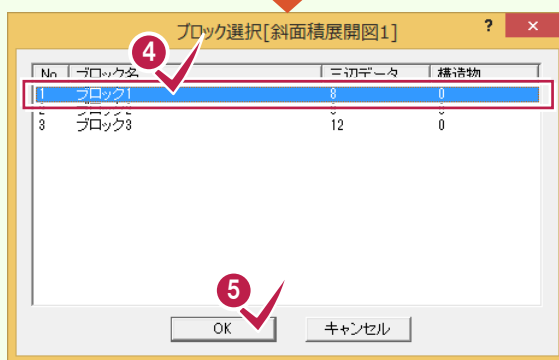 ブロック選択[斜面積展開図1] ? ×
4
No ブロック名 三辺データ 構造物
1 ブロック1 8 0
3 ブロック3 12 0
5
OK キャンセル